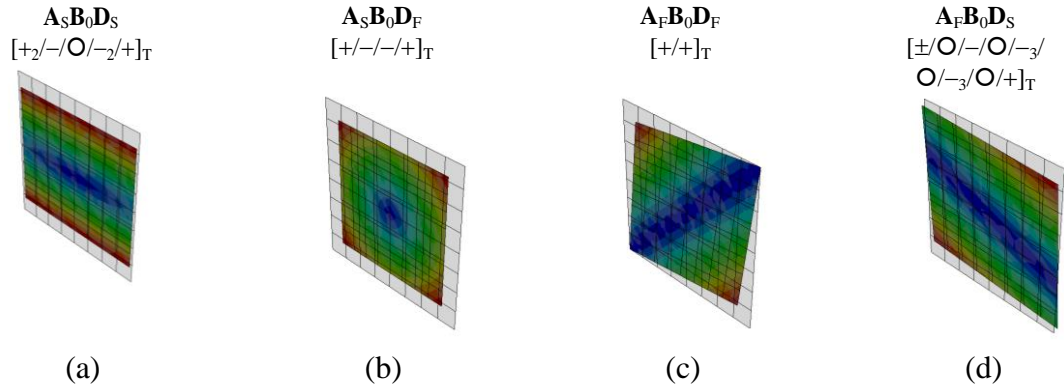 A_SB_0D_S
[+_2/−/O/−_2/+]_T
A_SB_0D_F
[+/−/−/+]_T
A_FB_0D_F
[+/+]_T
A_FB_0D_S
[±/O/−/O/−_3/
O/−_3/O/+]_T
(a)
(b)
(c)
(d)